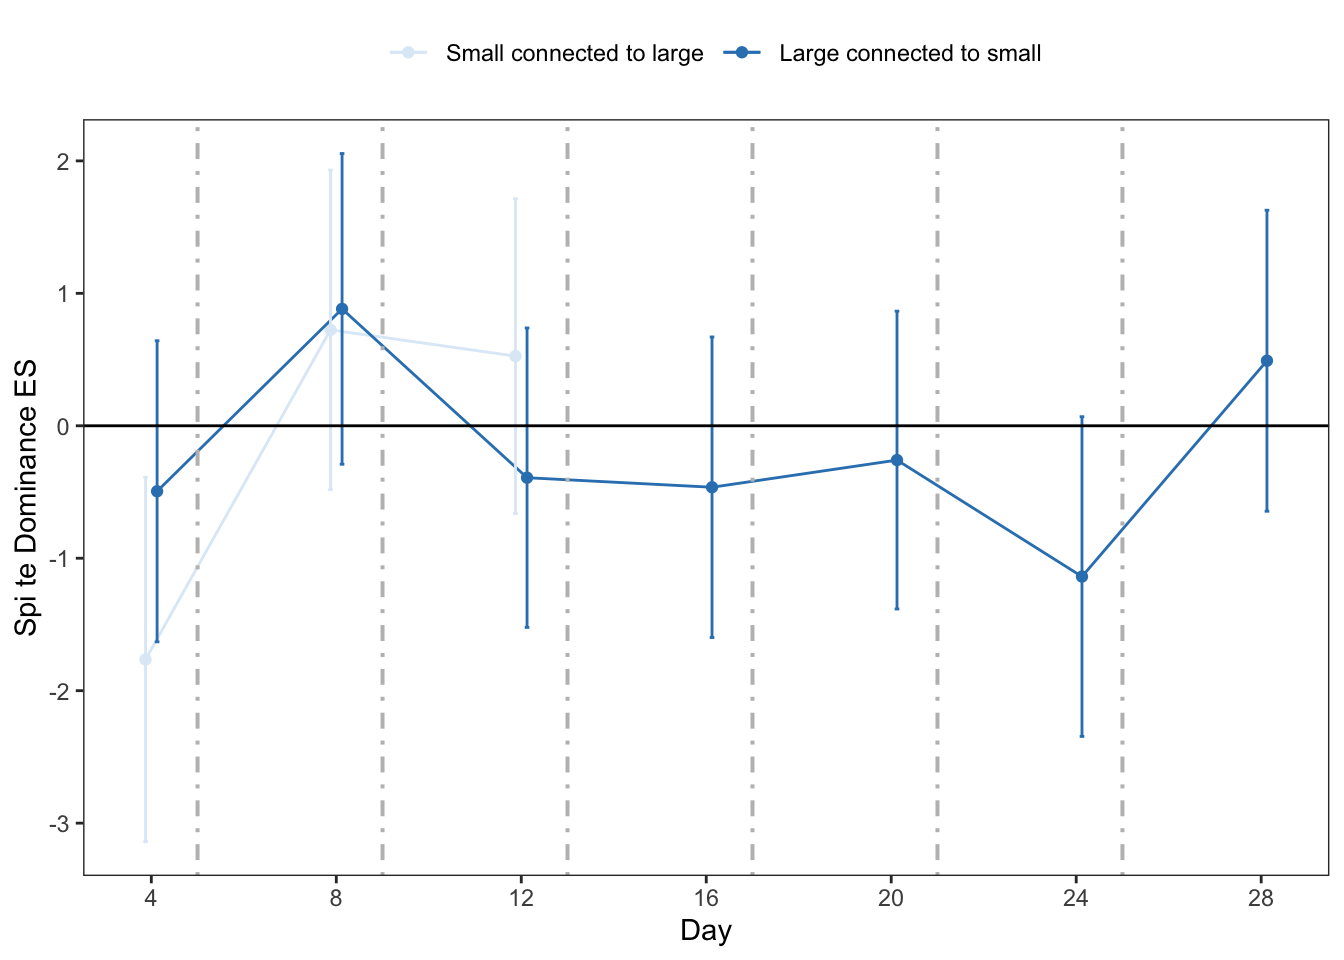 Small connected to large Large connected to small
Spi te Dominance ES
2
1
0
-1
-2
-3
4 8 12 16 20 24 28
Day